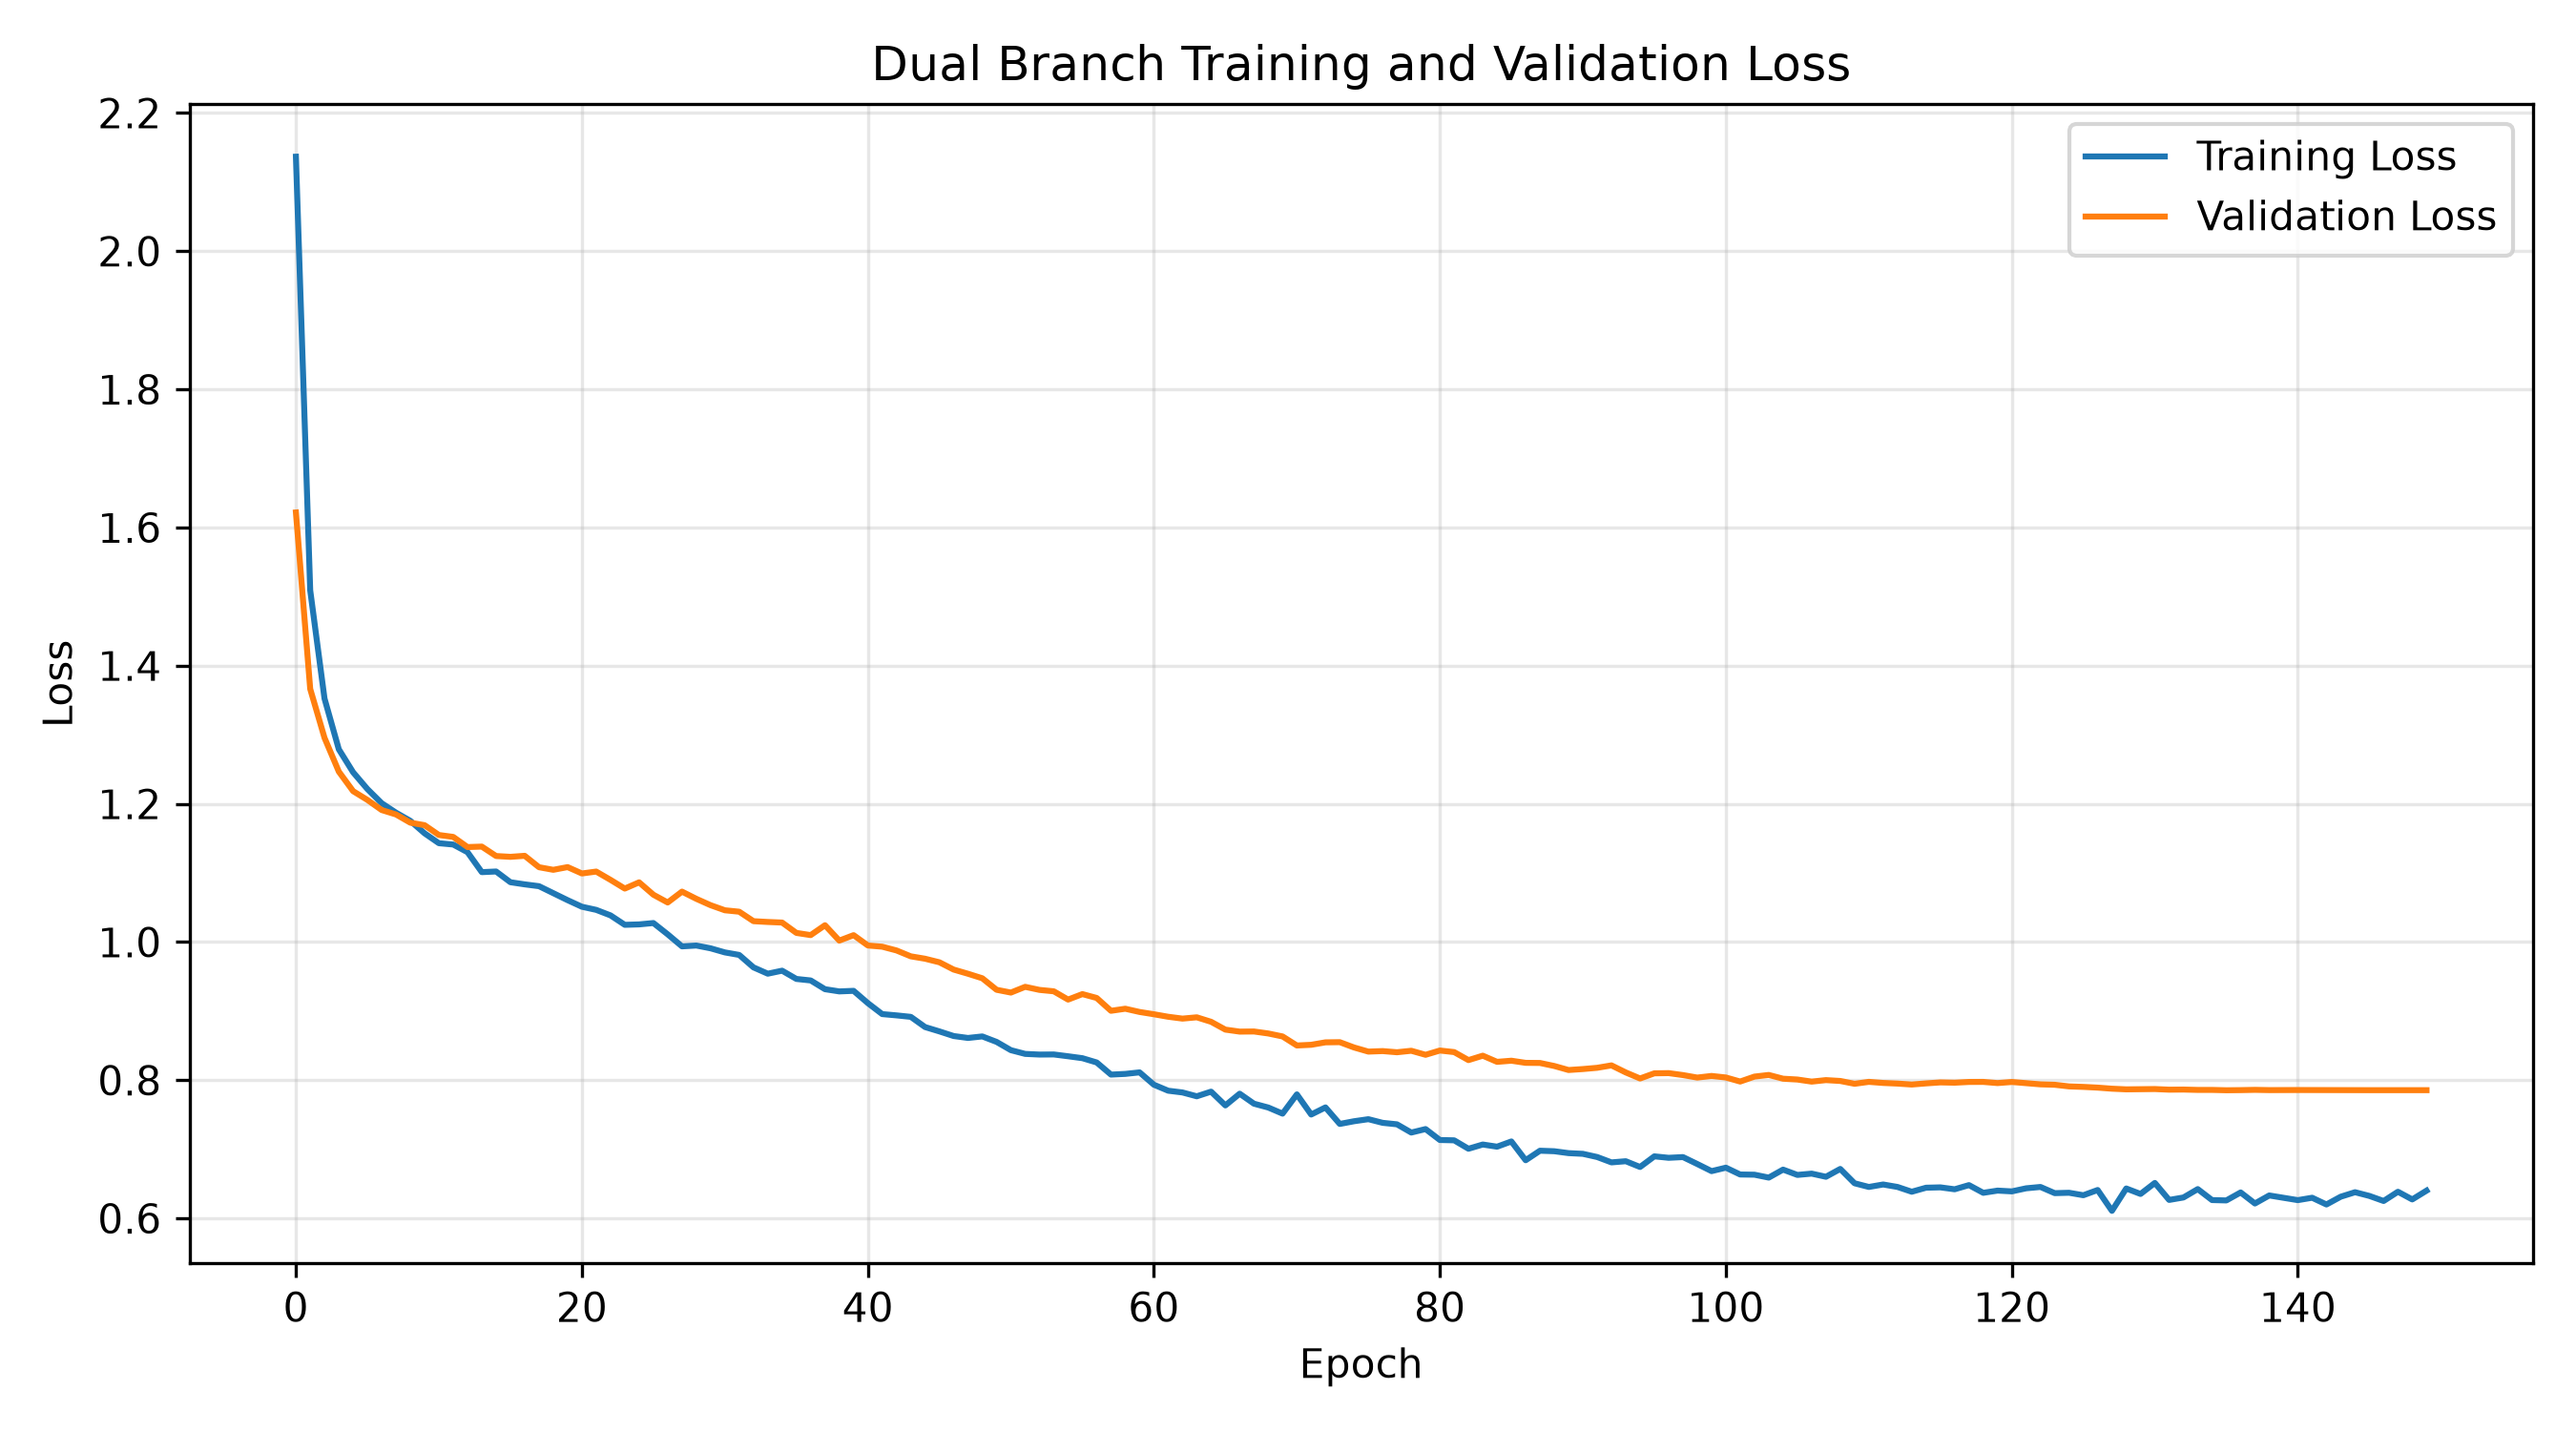 Dual Branch Training and Validation Loss
2.2
2.0
1.8
1.6
1.4
1.2
1.0
0.8
0.6
Loss
Training Loss
Validation Loss
0 20 40 60 80 100 120 140
Epoch